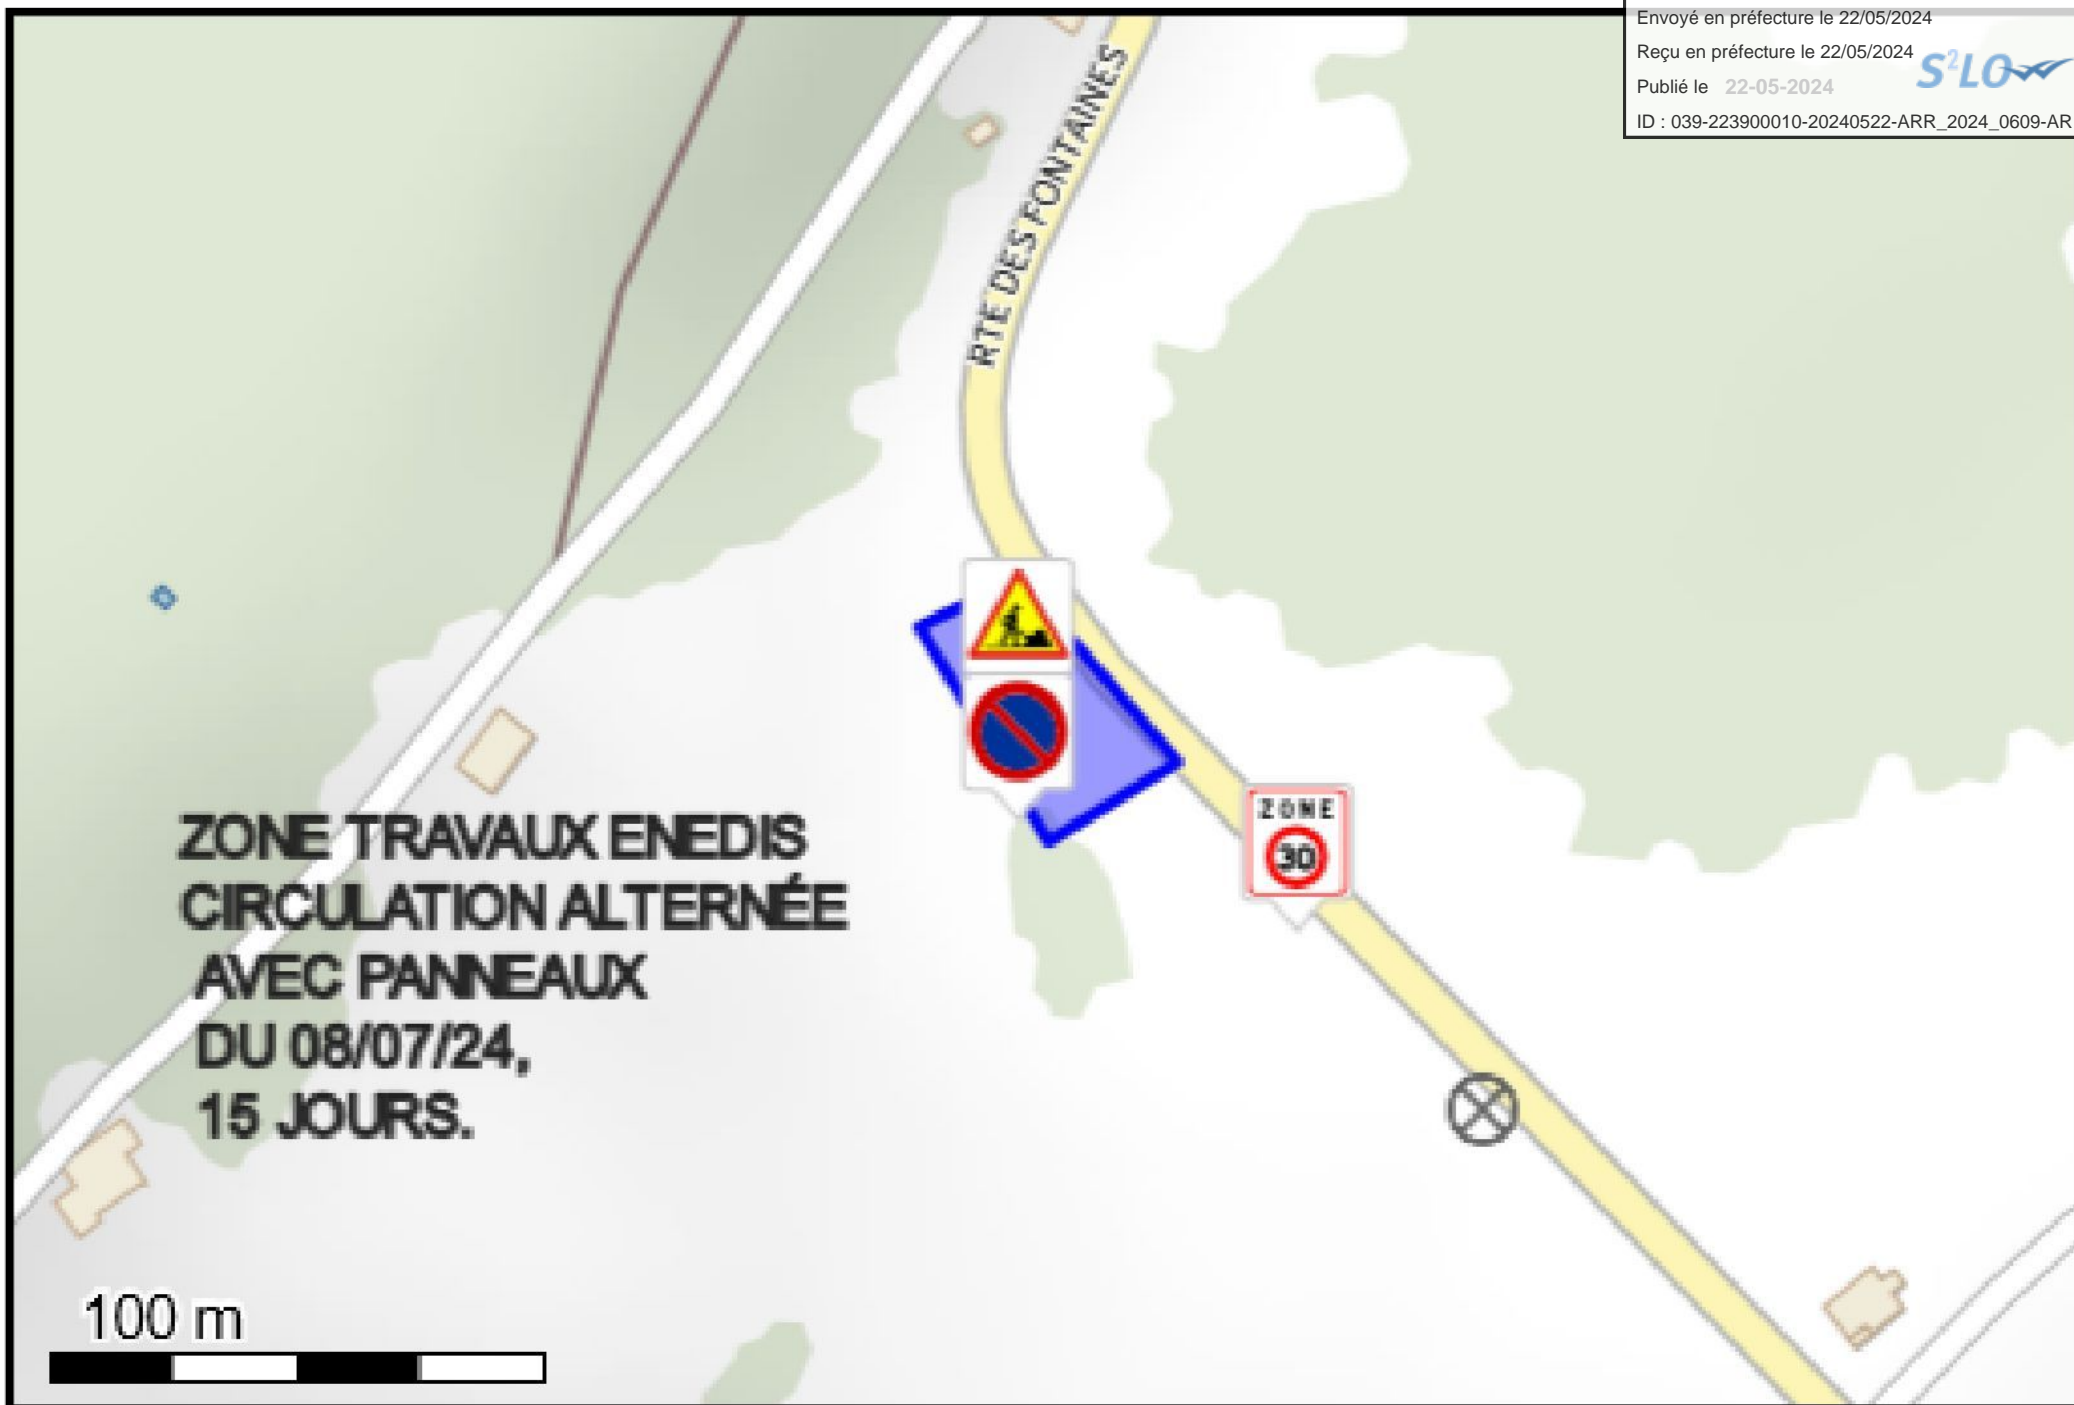 Envoyé en préfecture le 22/05/2024
Reçu en préfecture le 22/05/2024
S²LO
Publié le 22-05-2024
ID : 039-223900010-20240522-ARR_2024_0609-AR
RTE DES FONTAINES
ZONE
30
ZONE TRAVAUX ENEDIS
CIRCULATION ALTERNÉE
AVEC PANNEAUX
DU 08/07/24,
15 JOURS.
100 m